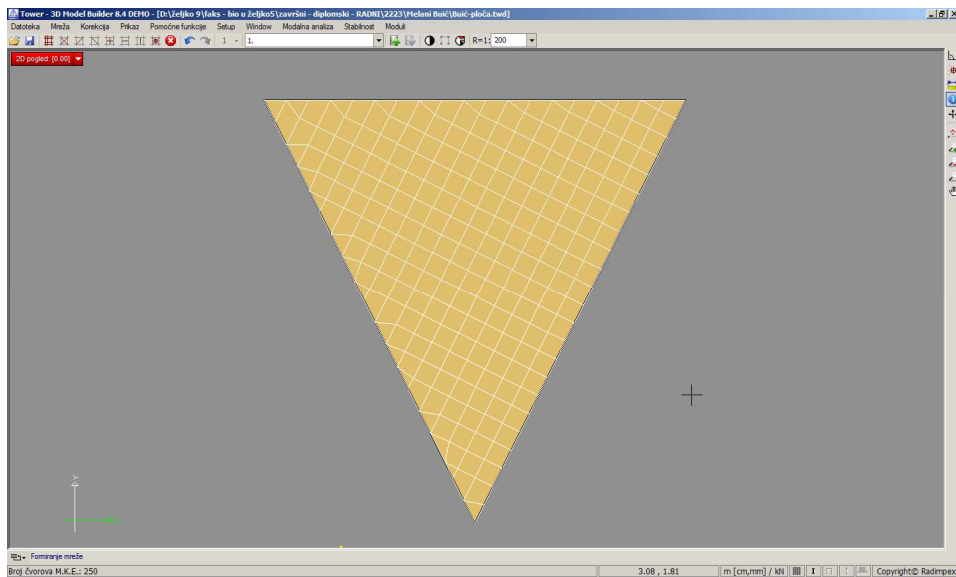 Tower - 3D Model Builder 8.4 DEMO - [D:\željko 9\faks - bio u željko5\završni - diplomski - RADNI\2223\Melani Buić\Buić-ploča.twd]
Datoteka Mreža Korekcija Prikaz Pomoćne funkcije Setup Window Modalna analiza Stabilnost Moduli
1 - 1. R=1: 200
2D pogled: [0.00]
Y
Formiranje mreže
Broj čvorova M.K.E.: 250 3.08 , 1.81 m [cm,mm] / kN Copyright© Radimpex